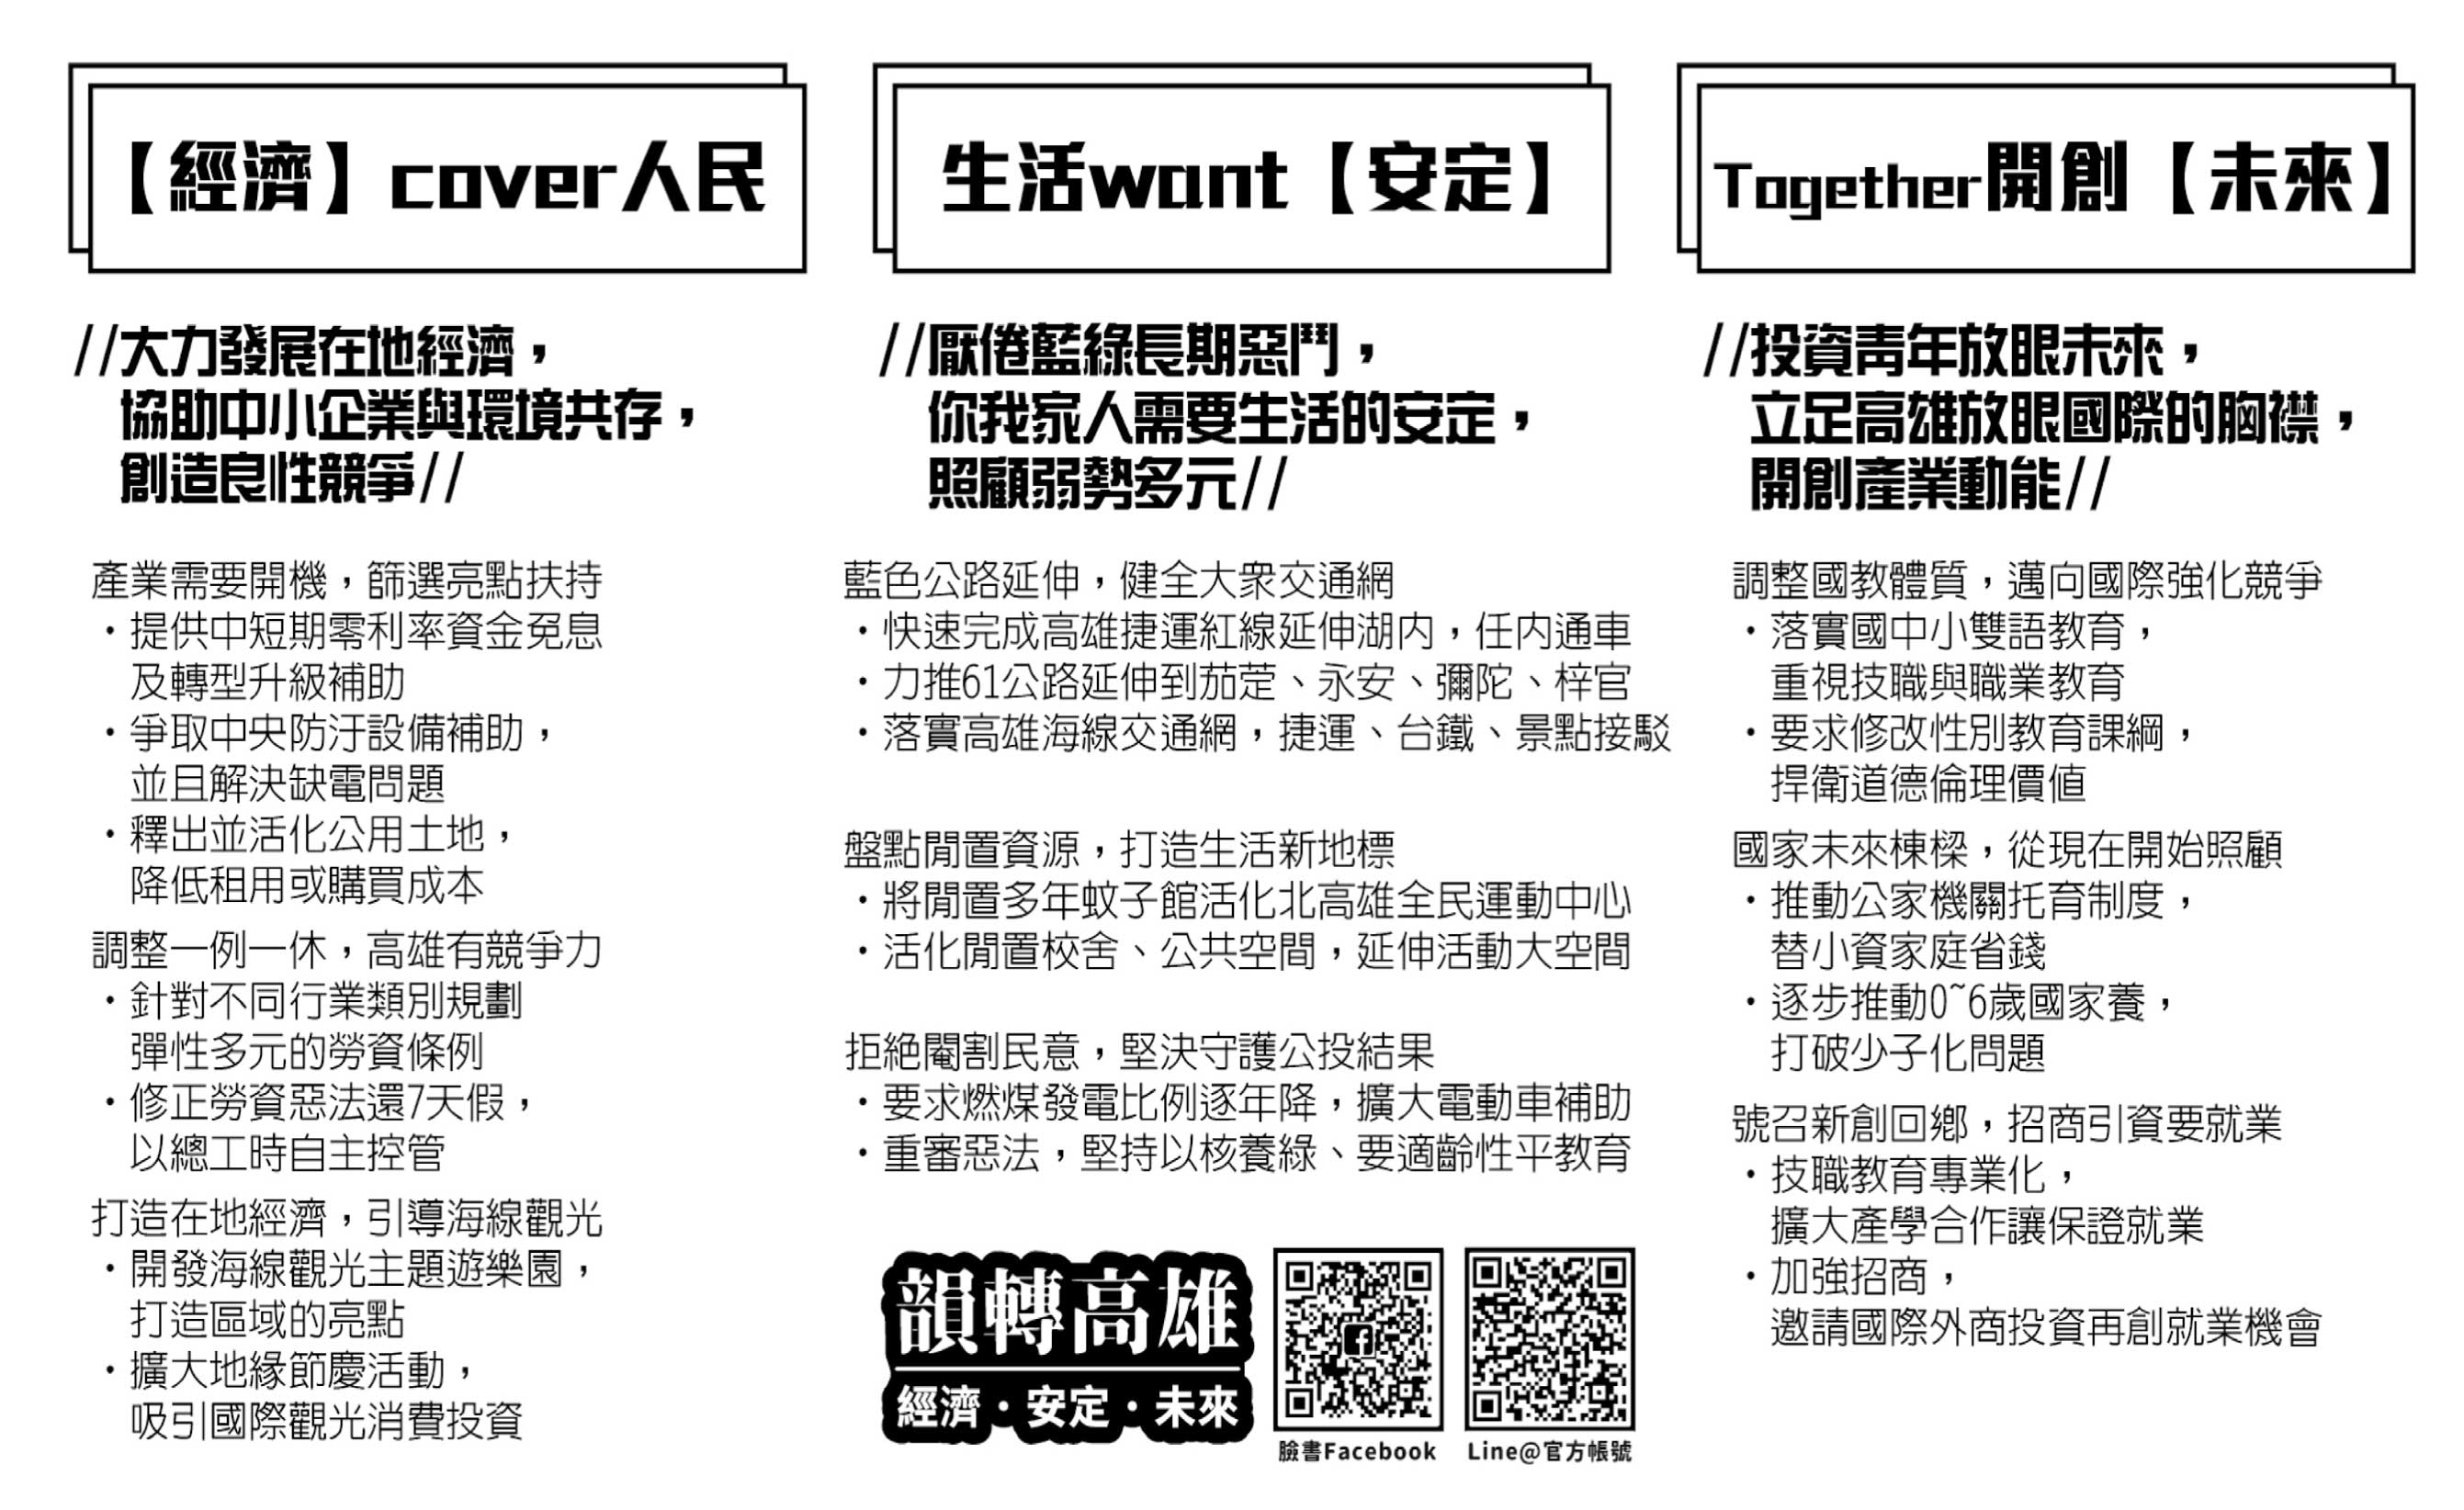 【經濟】cover人民
//大力發展在地經濟，
協助中小企業與環境共存，
創造良性競爭//
產業需要開機，篩選亮點扶持
・提供中短期零利率資金免息
及轉型升級補助
・爭取中央防汙設備補助，
並且解決缺電問題
・釋出並活化公用土地，
降低租用或購買成本
調整一例一休，高雄有競爭力
・針對不同行業類別規劃
彈性多元的勞資條例
・修正勞資惡法還7天假，
以總工時自主控管
打造在地經濟，引導海線觀光
・開發海線觀光主題遊樂園，
打造區域的亮點
・擴大地緣節慶活動，
吸引國際觀光消費投資
生活want【安定】
//厭倦藍綠長期惡鬥，
你我家人需要生活的安定，
照顧弱勢多元//
藍色公路延伸，健全大眾交通網
・快速完成高雄捷運紅線延伸湖內，任內通車
・力推61公路延伸到茄萣、永安、彌陀、梓官
・落實高雄海線交通網，捷運、台鐵、景點接駁
盤點閒置資源，打造生活新地標
・將閒置多年蚊子館活化北高雄全民運動中心
・活化閒置校舍、公共空間，延伸活動大空間
拒絕閹割民意，堅決守護公投結果
・要求燃煤發電比例逐年降，擴大電動車補助
・重審惡法，堅持以核養綠、要適齡性平教育
韻轉高雄
經濟・安定・未來
臉書Facebook
Line@官方帳號
Together開創【未來】
//投資青年放眼未來，
立足高雄放眼國際的胸襟，
開創產業動能//
調整國教體質，邁向國際強化競爭
・落實國中小雙語教育，
重視技職與職業教育
・要求修改性別教育課綱，
捍衛道德倫理價值
國家未來棟樑，從現在開始照顧
・推動公家機關托育制度，
替小資家庭省錢
・逐步推動0~6歲國家養，
打破少子化問題
號召新創回鄉，招商引資要就業
・技職教育專業化，
擴大產學合作讓保證就業
・加強招商，
邀請國際外商投資再創就業機會